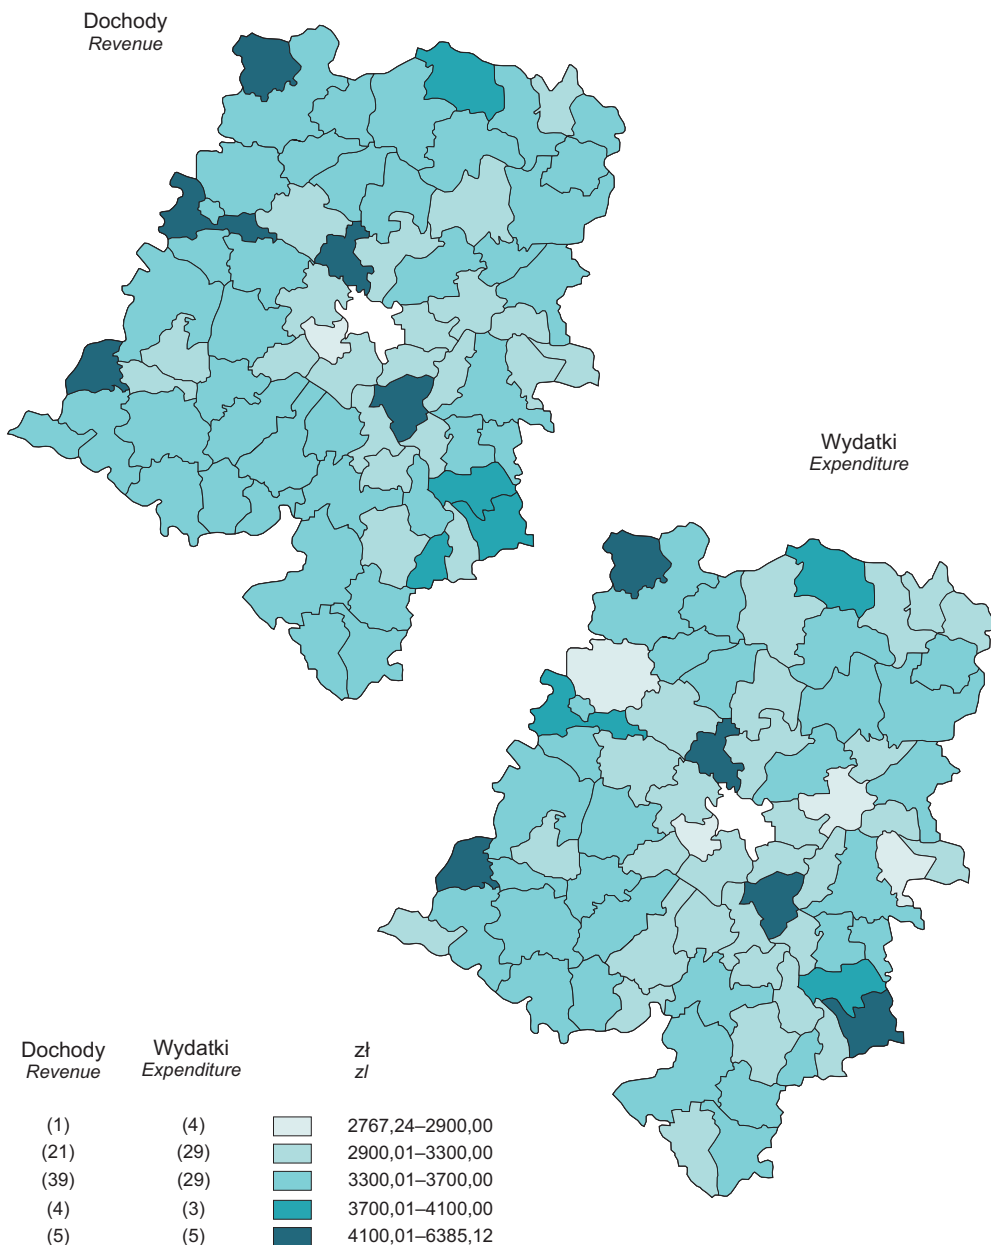 Dochody
Revenue
Wydatki
Expenditure
Dochody Wydatki zł
Revenue Expenditure zl
(1) (4) 2767,24–2900,00
(21) (29) 2900,01–3300,00
(39) (29) 3300,01–3700,00
(4) (3) 3700,01–4100,00
(5) (5) 4100,01–6385,12